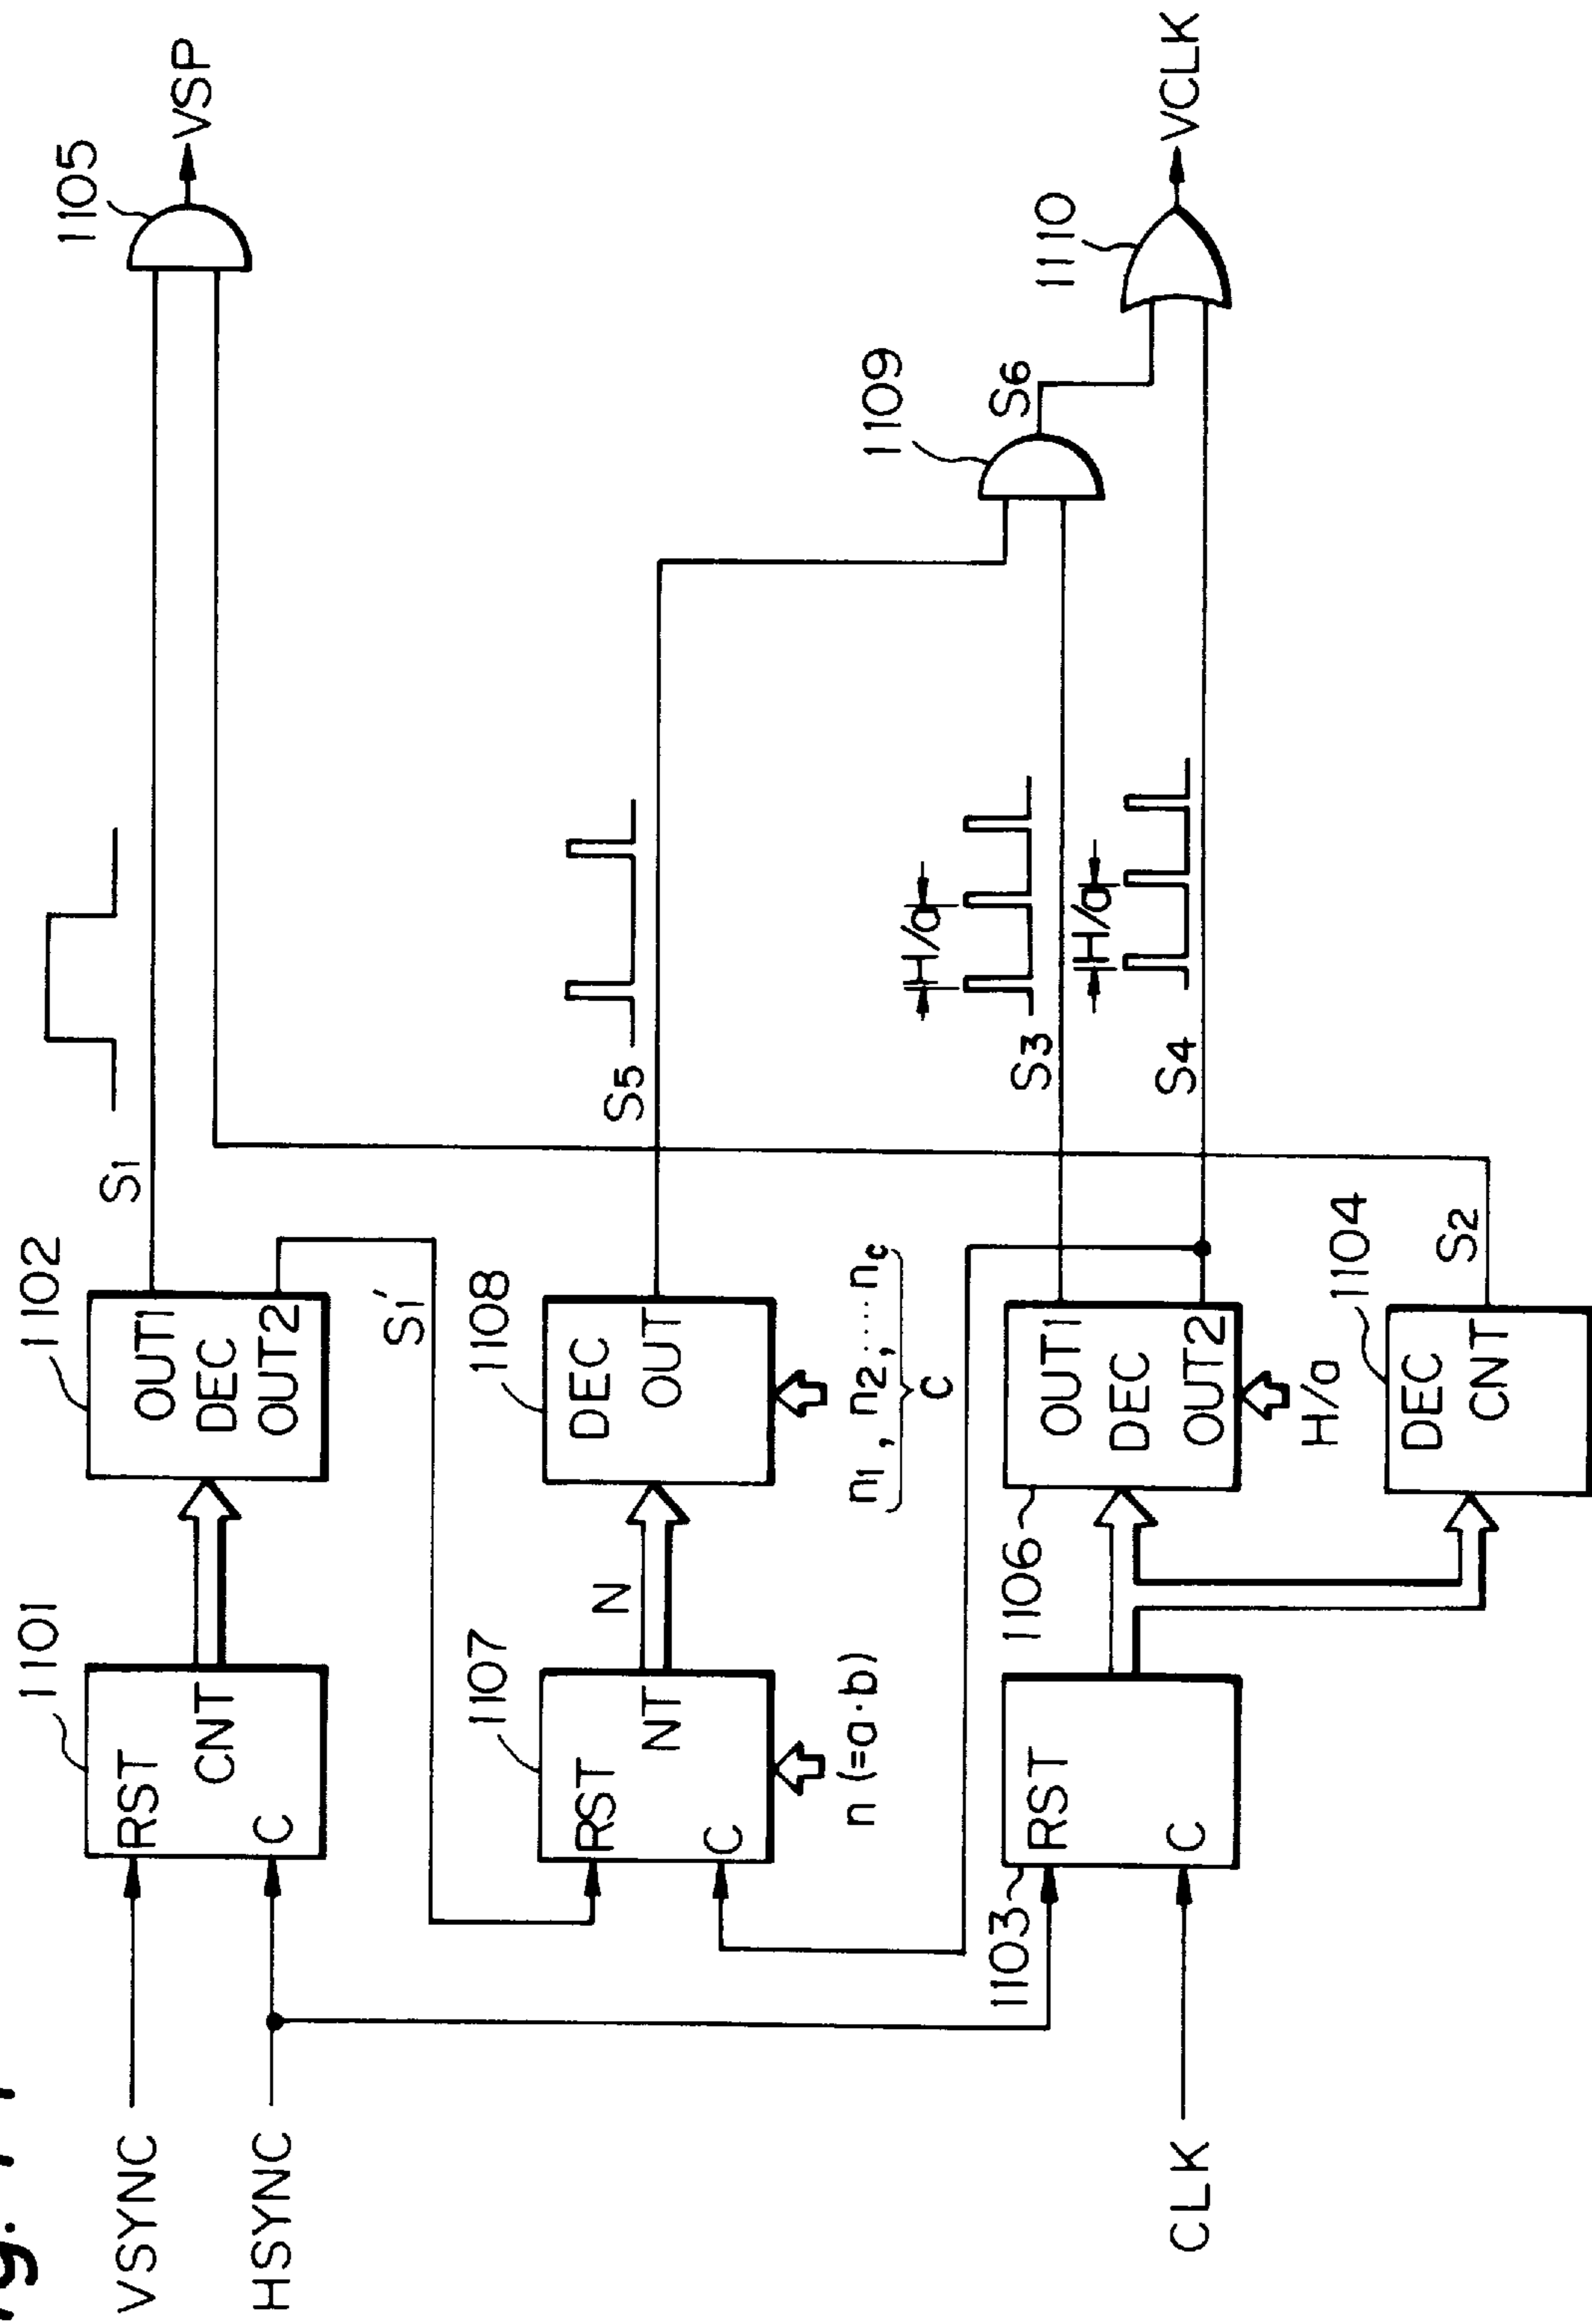 VSYNC
HSYNC
CLK
1101
RST
CNT
C
1102
OUT1
DEC
OUT2
S1
S1'
1105
VSP
1107
RST
NT
C
n (=a·b)
N
1108
DEC
OUT
n1, n2, ···· nc
C
S5
1103
RST
C
1106
OUT1
DEC
OUT2
H/a
S3
H/a
S4
H/a
1104
DEC
CNT
S2
1109
S6
1110
VCLK